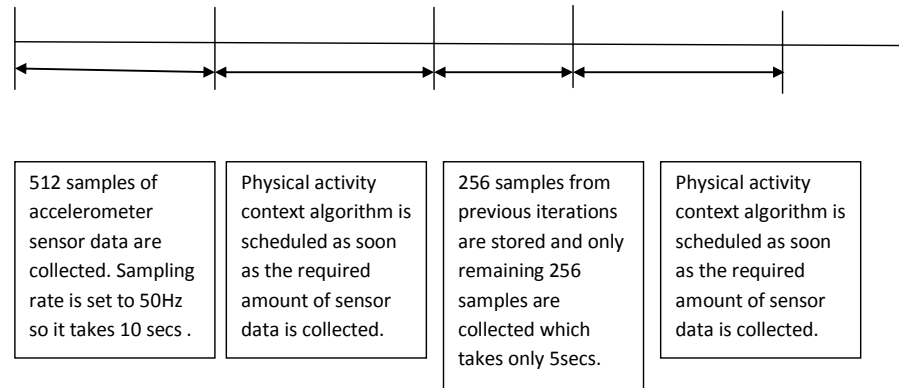 512 samples of
accelerometer
sensor data are
collected. Sampling
rate is set to 50Hz
so it takes 10 secs .
Physical activity
context algorithm is
scheduled as soon
as the required
amount of sensor
data is collected.
256 samples from
previous iterations
are stored and only
remaining 256
samples are
collected which
takes only 5secs.
Physical activity
context algorithm is
scheduled as soon
as the required
amount of sensor
data is collected.